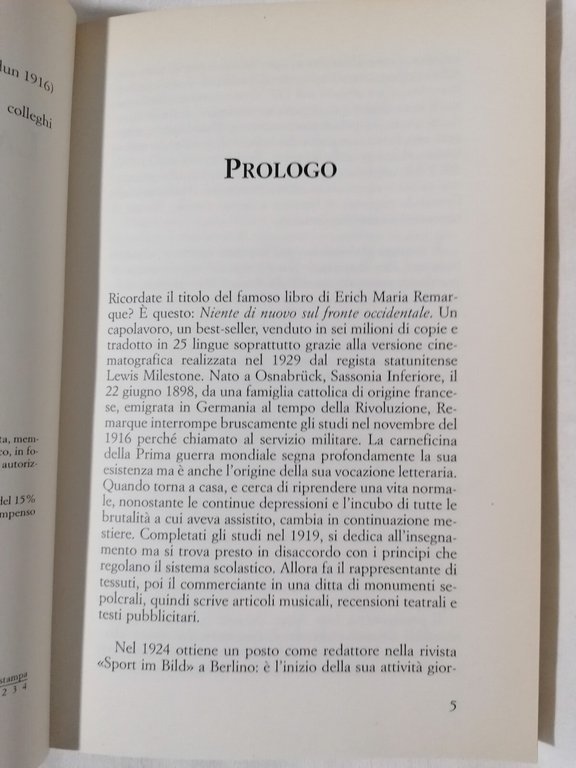 lun 1916)
colleghi
ta, mem-
co, in fo-
autoriz-
del 15%
mpenso
stampa
2 3 4
PROLOGO
Ricordate il titolo del famoso libro di Erich Maria Remar-
que? È questo: Niente di nuovo sul fronte occidentale. Un
capolavoro, un best-seller, venduto in sei milioni di copie e
tradotto in 25 lingue soprattutto grazie alla versione cine-
matografica realizzata nel 1929 dal regista statunitense
Lewis Milestone. Nato a Osnabrück, Sassonia Inferiore, il
22 giugno 1898, da una famiglia cattolica di origine france-
se, emigrata in Germania al tempo della Rivoluzione, Re-
marque interrompe bruscamente gli studi nel novembre del
1916 perché chiamato al servizio militare. La carneficina
della Prima guerra mondiale segna profondamente la sua
esistenza ma è anche l'origine della sua vocazione letteraria.
Quando torna a casa, e cerca di riprendere una vita norma-
le, nonostante le continue depressioni e l'incubo di tutte le
brutalità a cui aveva assistito, cambia in continuazione me-
stiere. Completati gli studi nel 1919, si dedica all'insegna-
mento ma si trova presto in disaccordo con i principi che
regolano il sistema scolastico. Allora fa il rappresentante di
tessuti, poi il commerciante in una ditta di monumenti se-
polcrali, quindi scrive articoli musicali, recensioni teatrali e
testi pubblicitari.
Nel 1924 ottiene un posto come redattore nella rivista
«Sport im Bild» a Berlino: è l'inizio della sua attività gior-
5